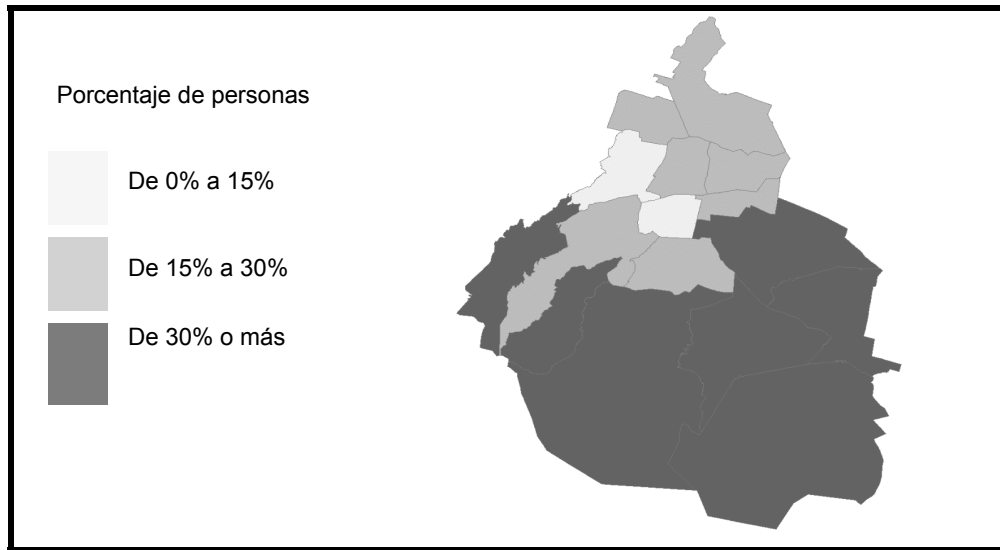 Porcentaje de personas
De 0% a 15%
De 15% a 30%
De 30% o más